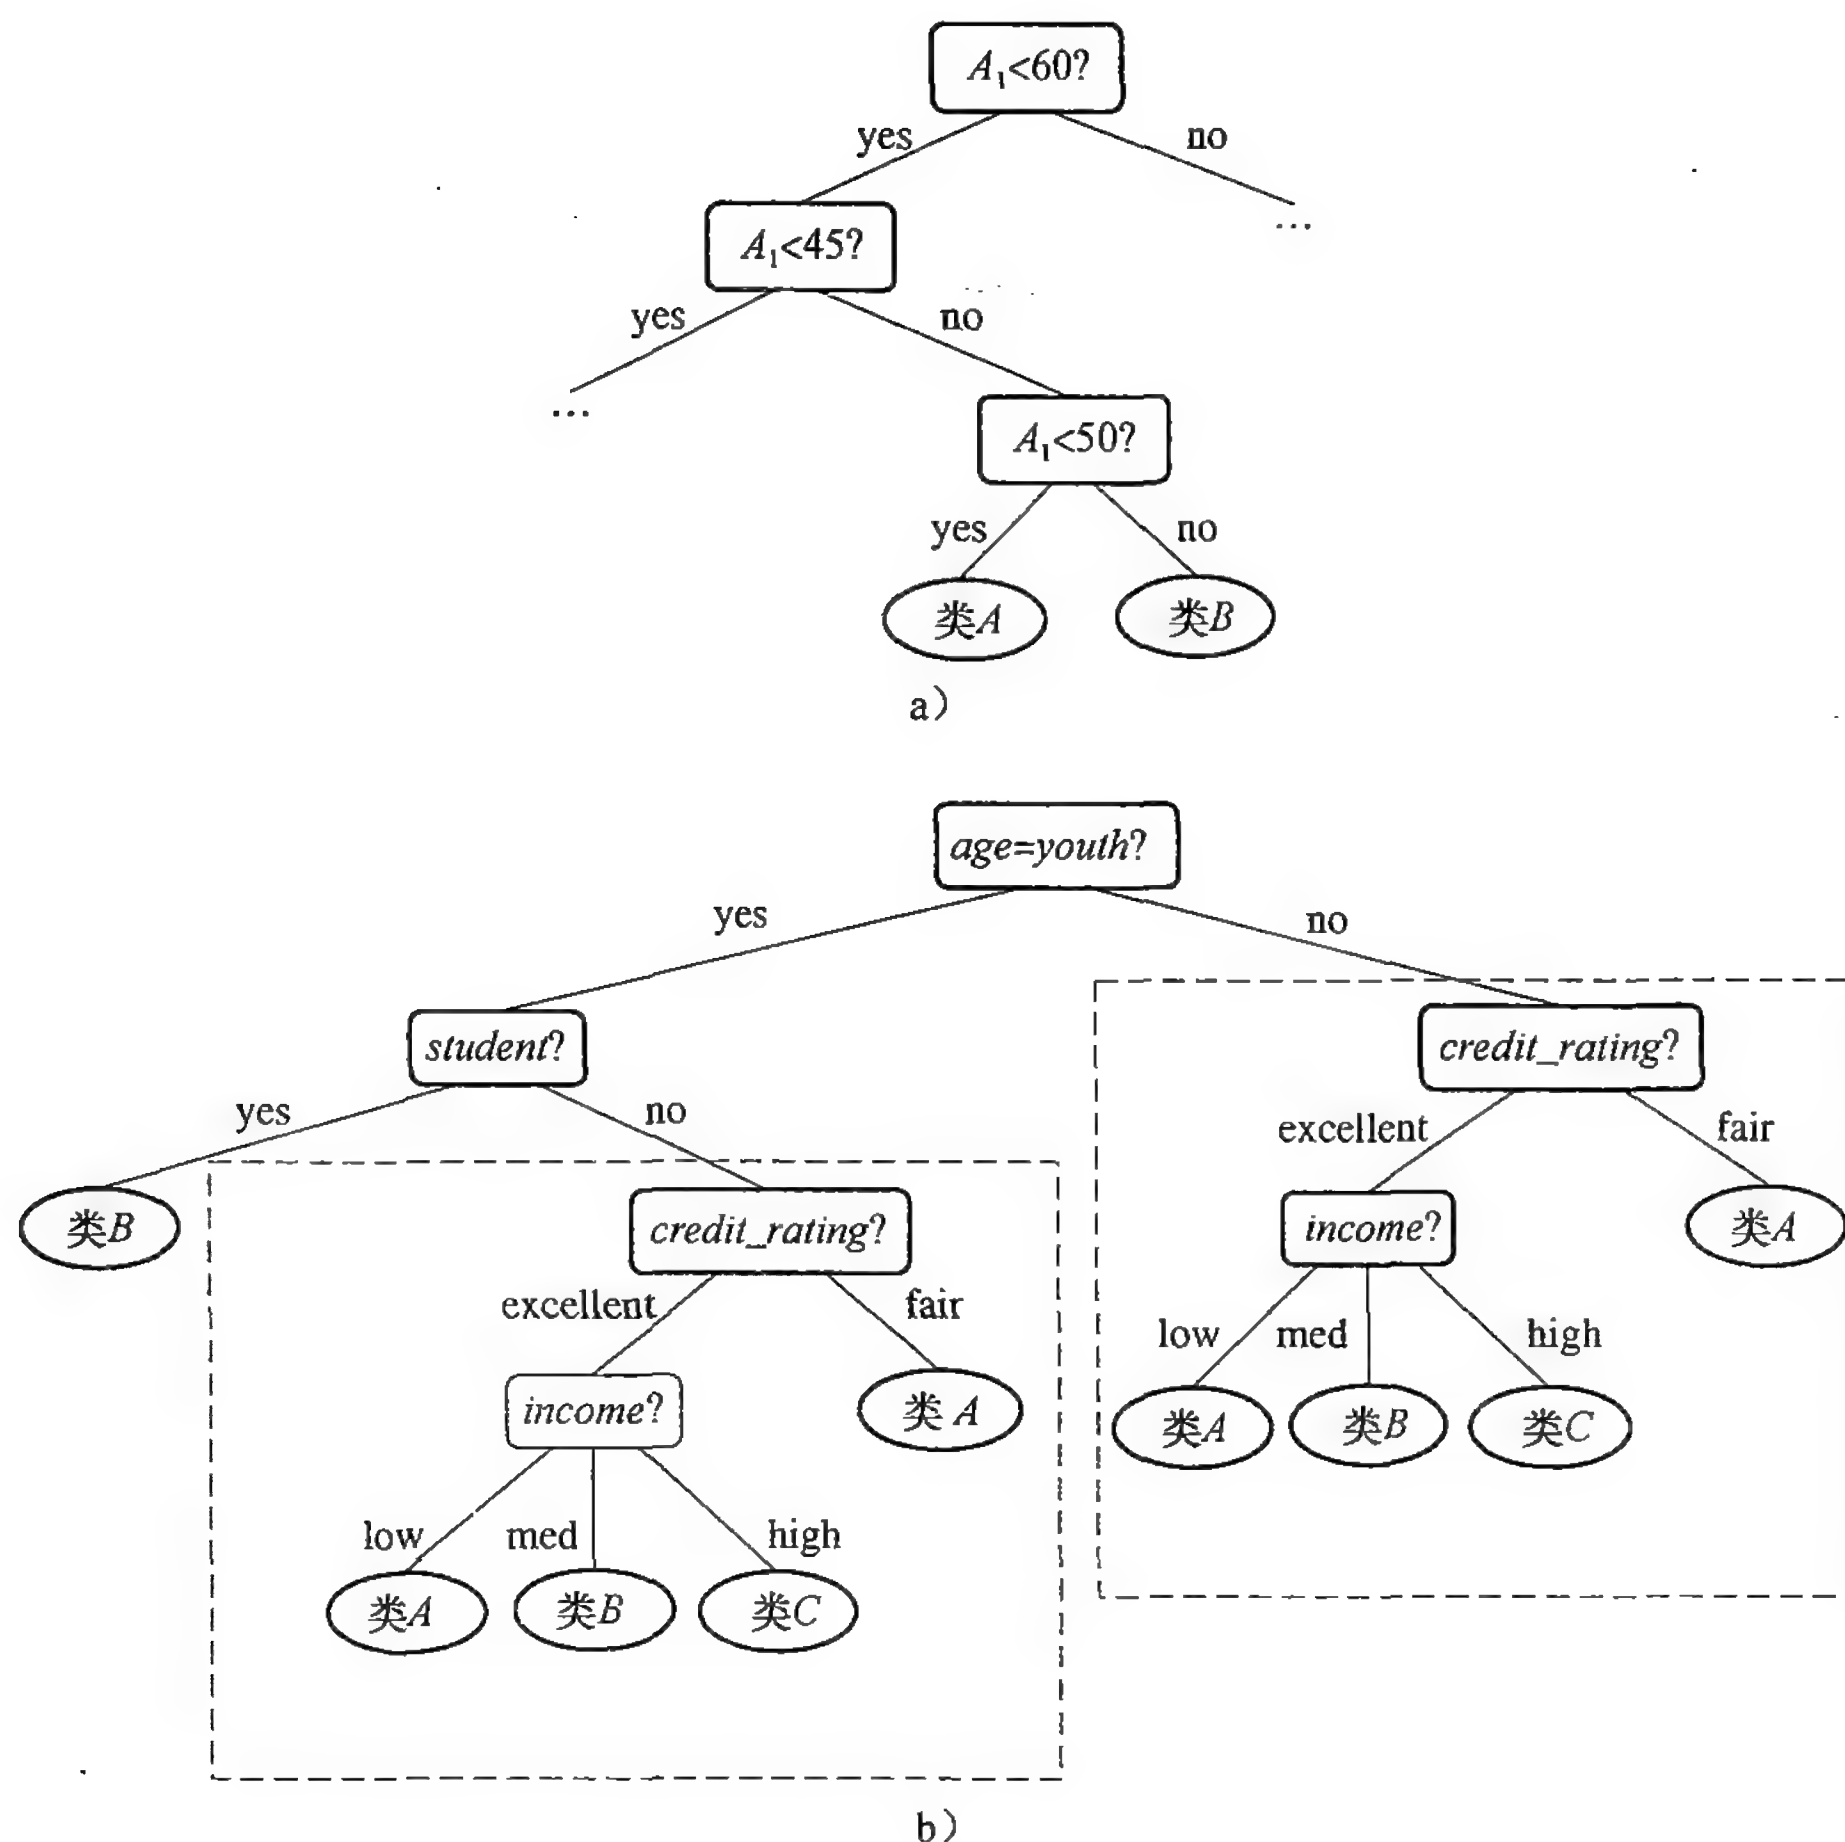 A₁<60?
yes no
A₁<45? ...
yes no
... A₁<50?
yes no
类A 类B
a）
age=youth?
yes no
student? credit_rating?
yes no excellent fair
类B credit_rating? income? 类A
excellent fair low med high
income? 类A 类A 类B 类C
low med high
类A 类B 类C
b）